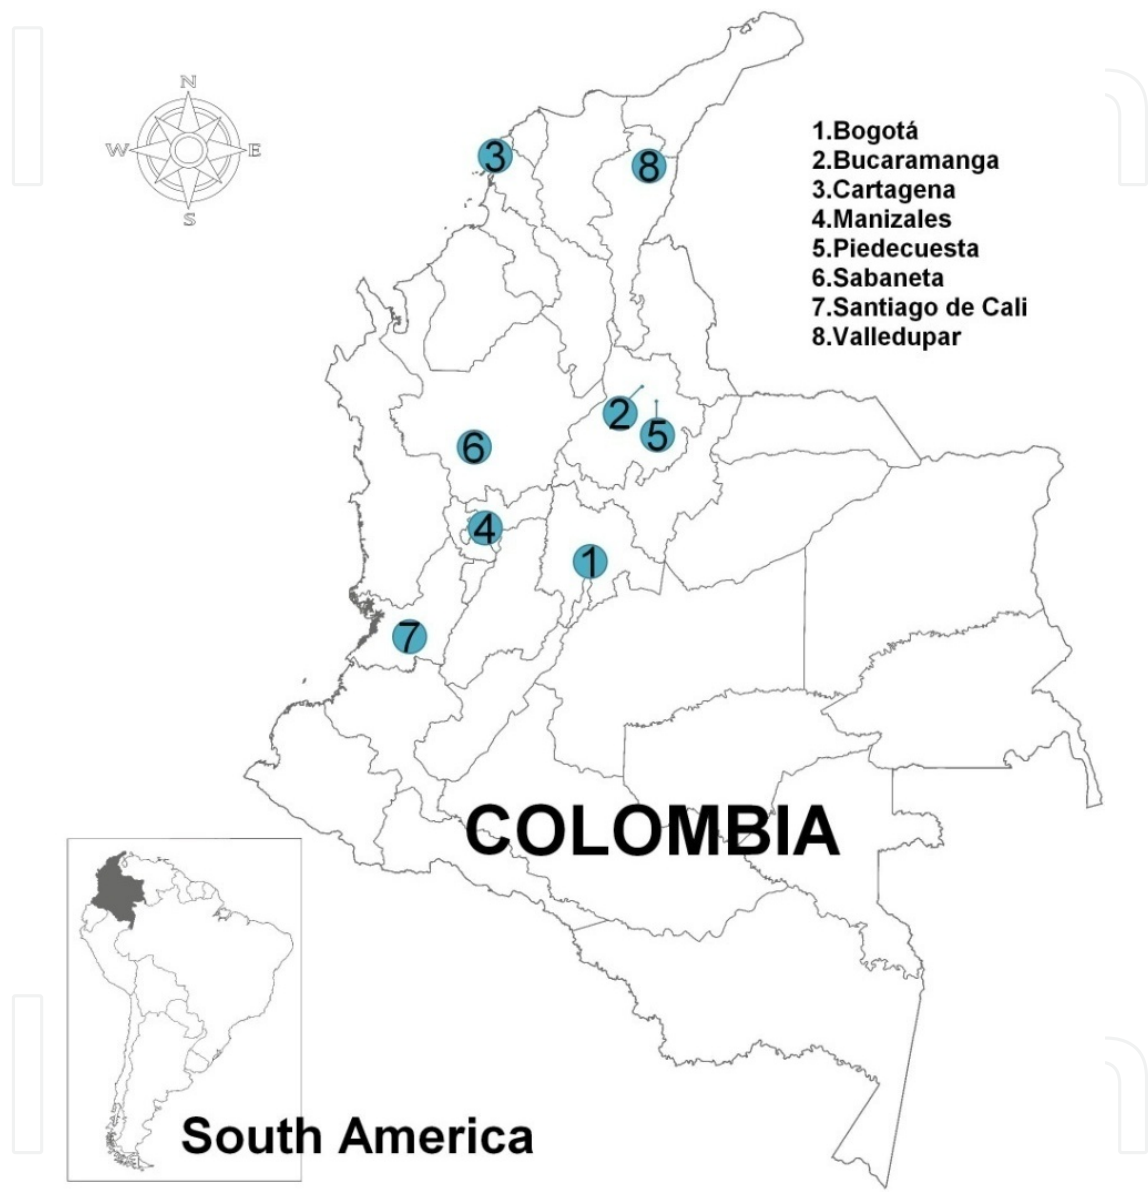 N
W E
S
3
8
1.Bogotá
2.Bucaramanga
3.Cartagena
4.Manizales
5.Piedecuesta
6.Sabaneta
7.Santiago de Cali
8.Valledupar
2
5
6
4
1
7
COLOMBIA
South America